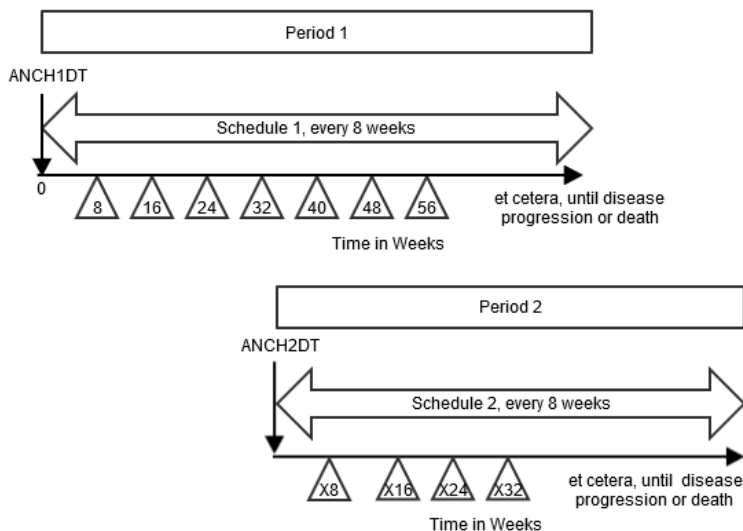 Period 1
ANCH1DT
Schedule 1, every 8 weeks
0
8 16 24 32 40 48 56
et cetera, until disease
progression or death
Time in Weeks
Period 2
ANCH2DT
Schedule 2, every 8 weeks
X8 X16 X24 X32
et cetera, until disease
progression or death
Time in Weeks